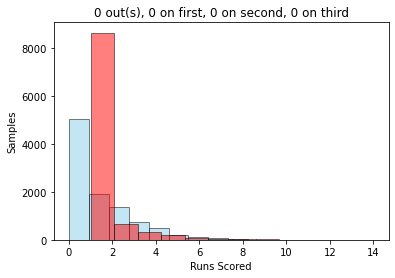 0 out(s), 0 on first, 0 on second, 0 on third
8000
6000
4000
2000
0
Samples
0 2 4 6 8 10 12 14
Runs Scored